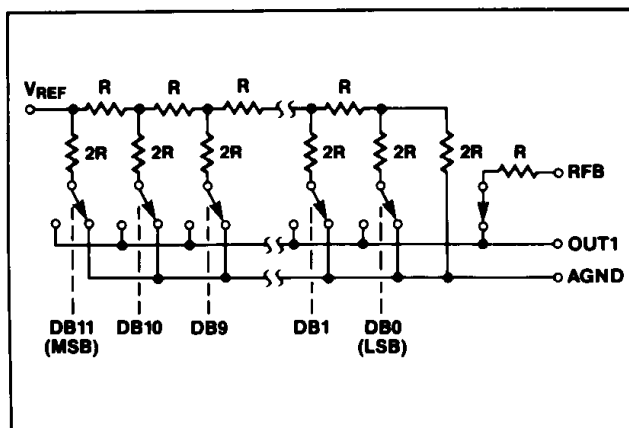 R R R R
VREF
2R 2R 2R 2R 2R 2R R RFB
OUT1
AGND
DB11 DB10 DB9 DB1 DB0
(MSB) (LSB)